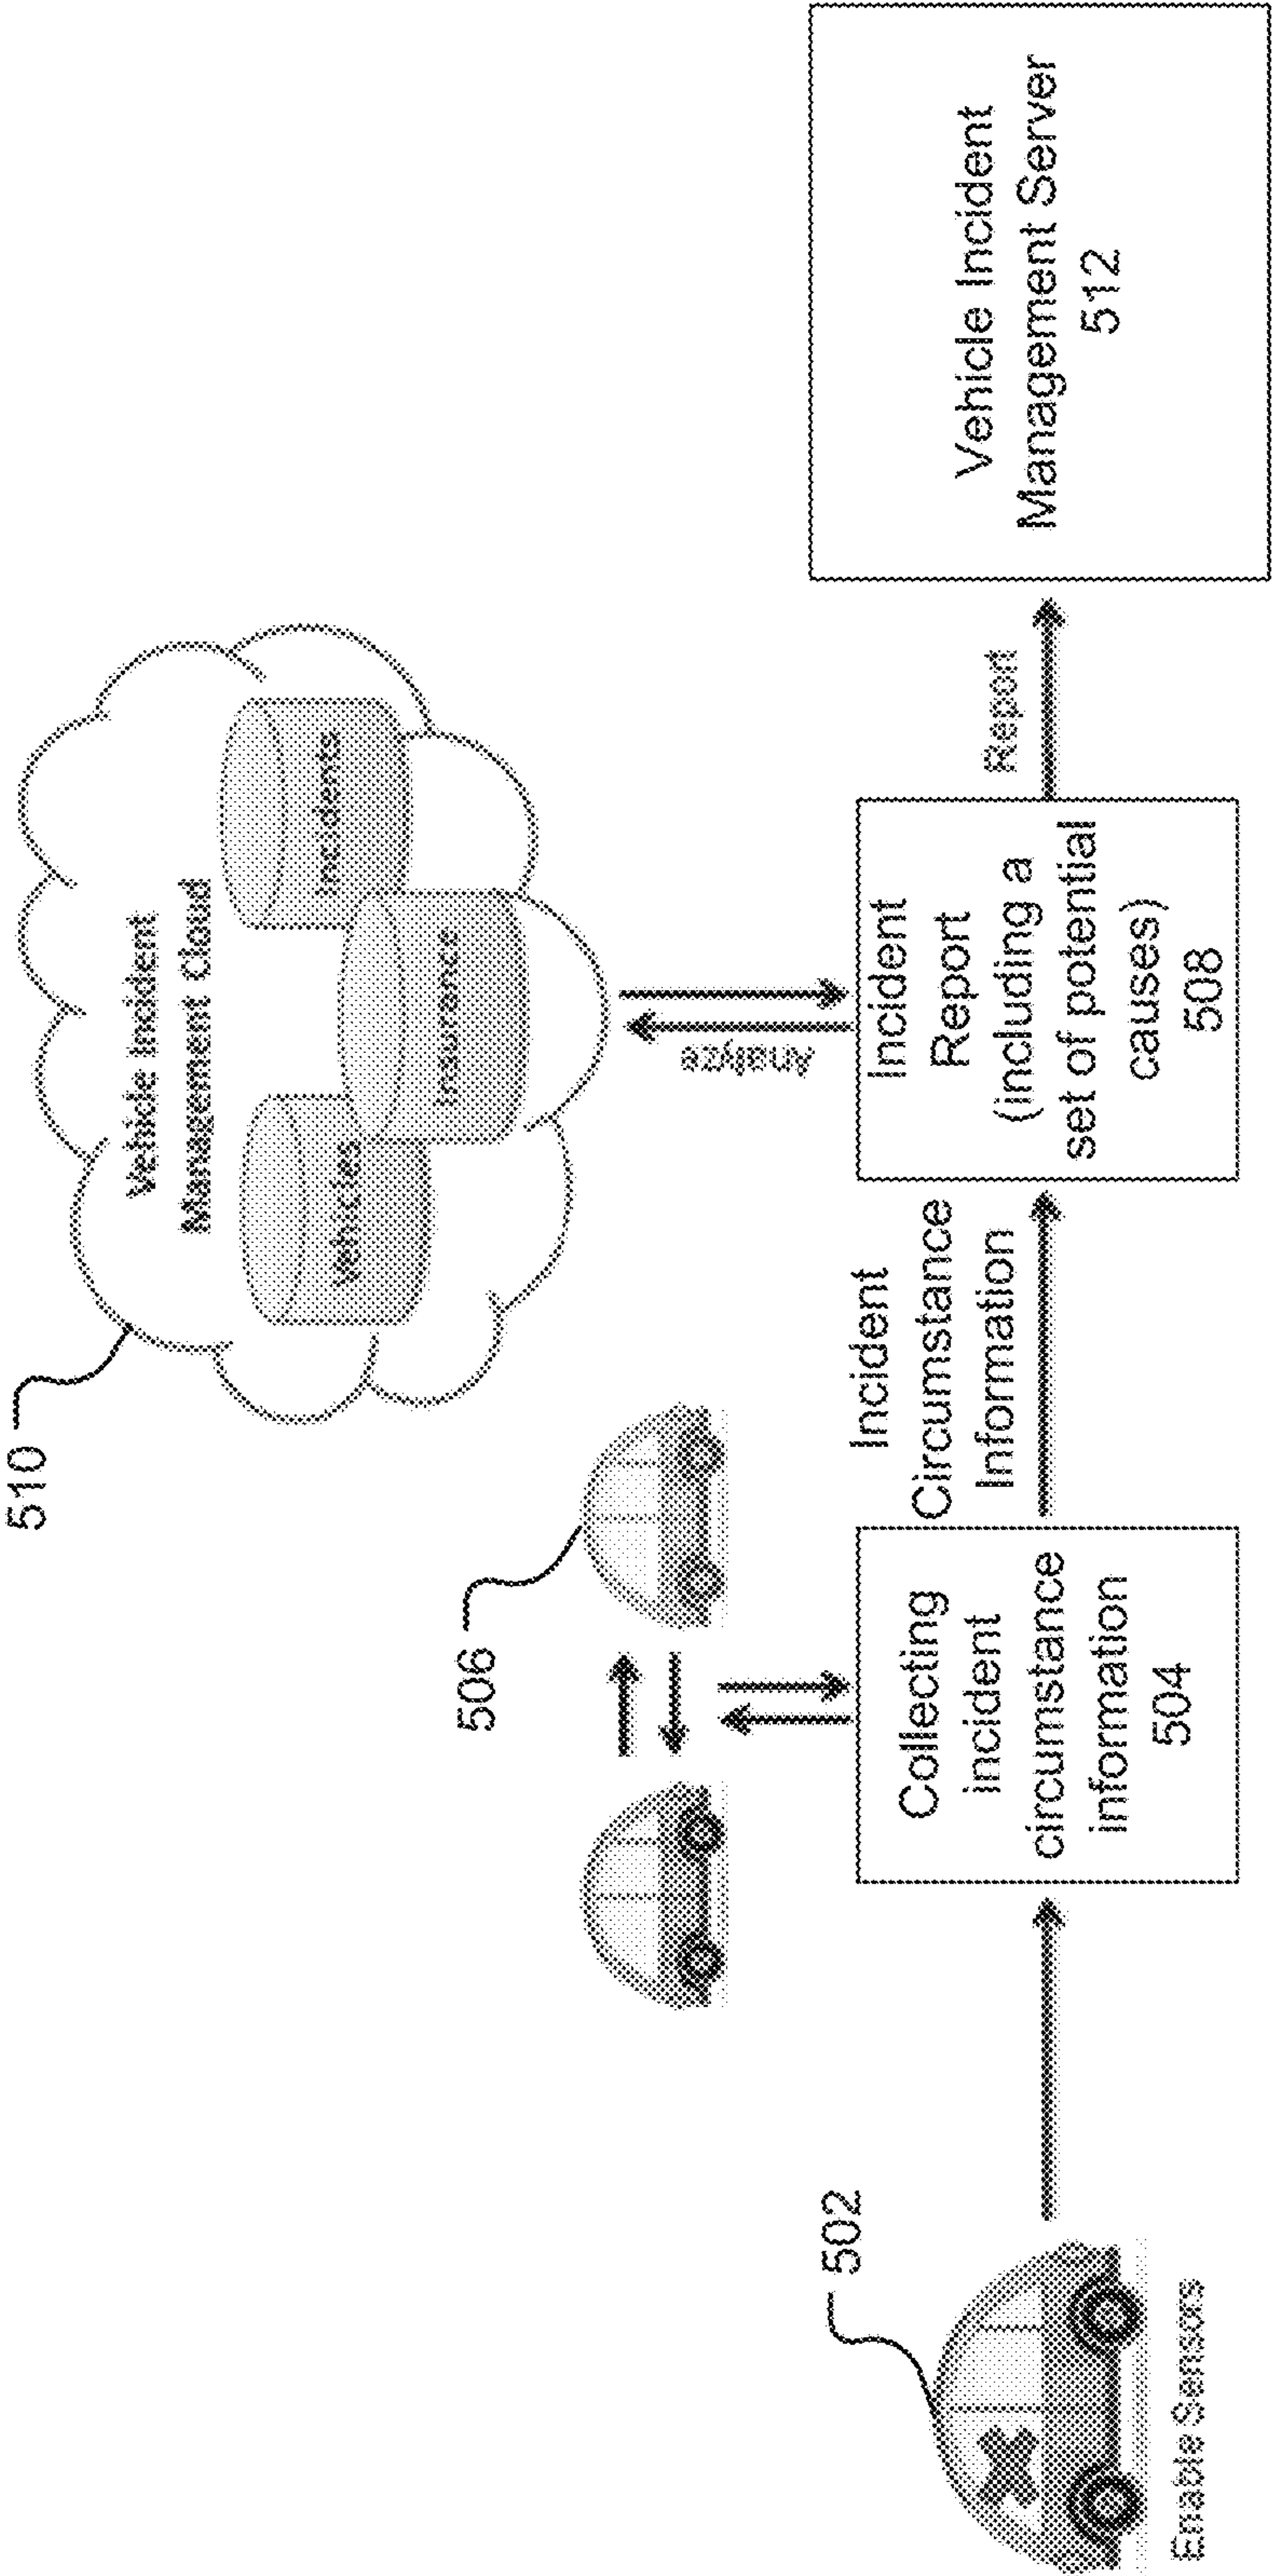 510
Vehicle Incident
Management Cloud
Vehicles
Insurance
Incidents
506
Analyze
502
Enable Sensors
Collecting
incident
circumstance
information
504
Incident
Circumstance
Information
Incident
Report
(including a
set of potential
causes)
508
Report
Vehicle Incident
Management Server
512